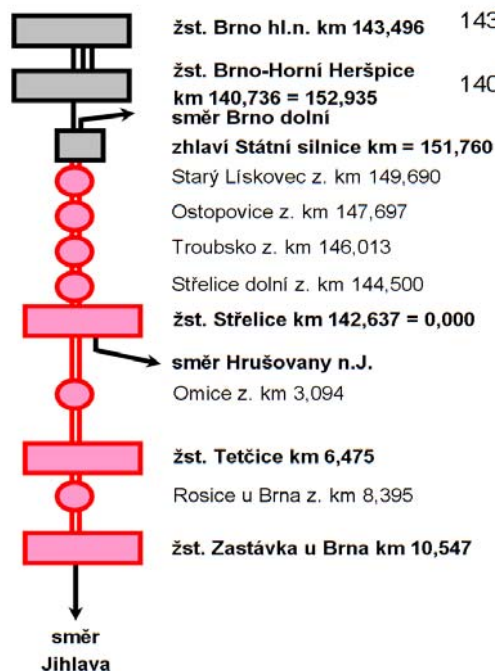 žst. Brno hl.n. km 143,496 143
žst. Brno-Horní Heršpice
km 140,736 = 152,935 140
směr Brno dolní
zhlaví Státní silnice km = 151,760
Starý Lískovec z. km 149,690
Ostopovice z. km 147,697
Troubsko z. km 146,013
Střelice dolní z. km 144,500
žst. Střelice km 142,637 = 0,000
směr Hrušovany n.J.
Omice z. km 3,094
žst. Tetčice km 6,475
Rosice u Brna z. km 8,395
žst. Zastávka u Brna km 10,547
směr
Jihlava